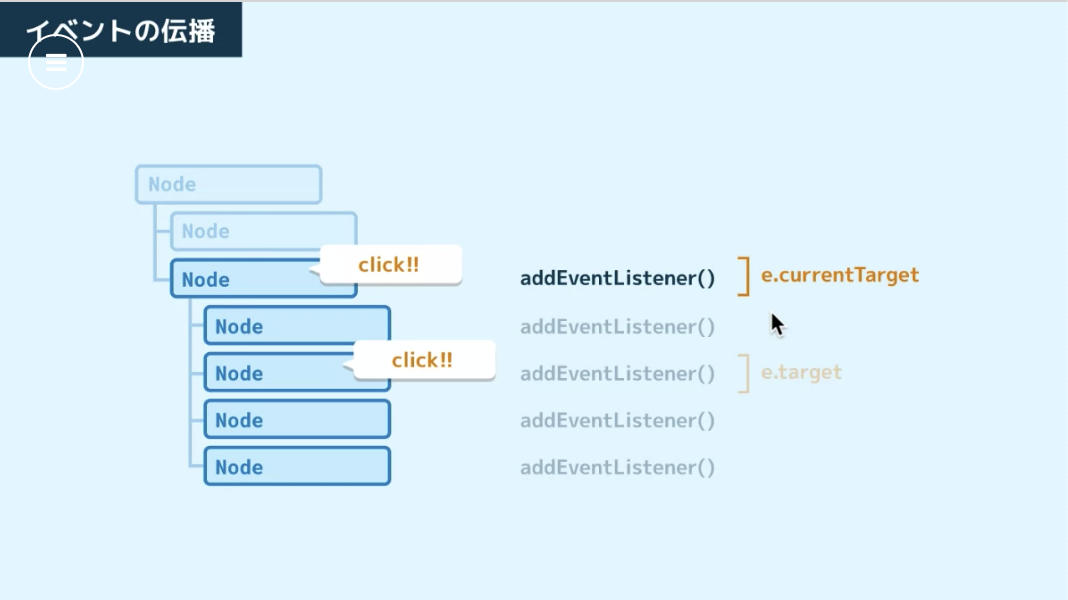 イベントの伝播
Node
Node
click!!
Node
addEventListener()
e.currentTarget
Node
addEventListener()
click!!
Node
addEventListener()
e.target
Node
addEventListener()
Node
addEventListener()